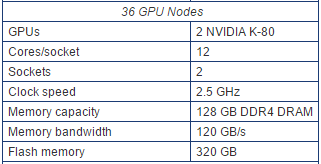 36 GPU Nodes
GPUs 2 NVIDIA K-80
Cores/socket 12
Sockets 2
Clock speed 2.5 GHz
Memory capacity 128 GB DDR4 DRAM
Memory bandwidth 120 GB/s
Flash memory 320 GB